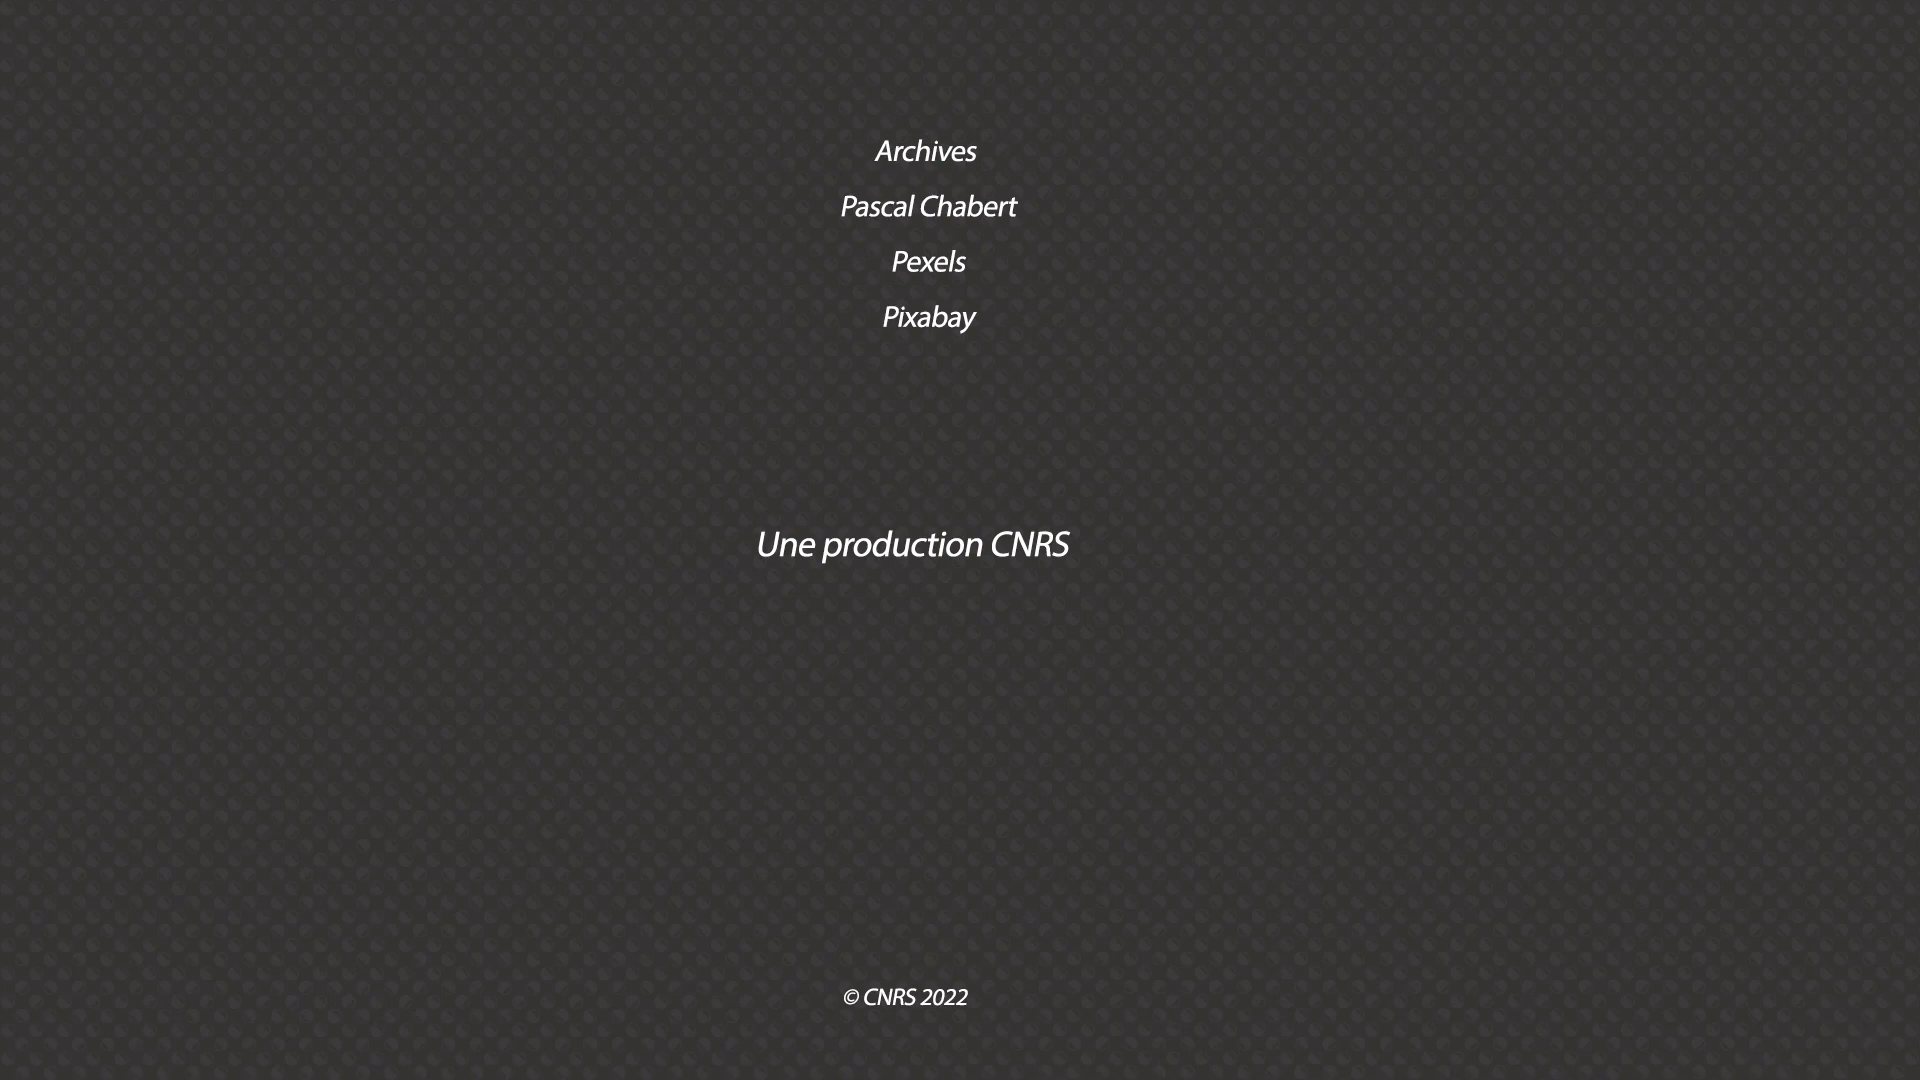 Archives
Pascal Chabert
Pexels
Pixabay
Une production CNRS
© CNRS 2022